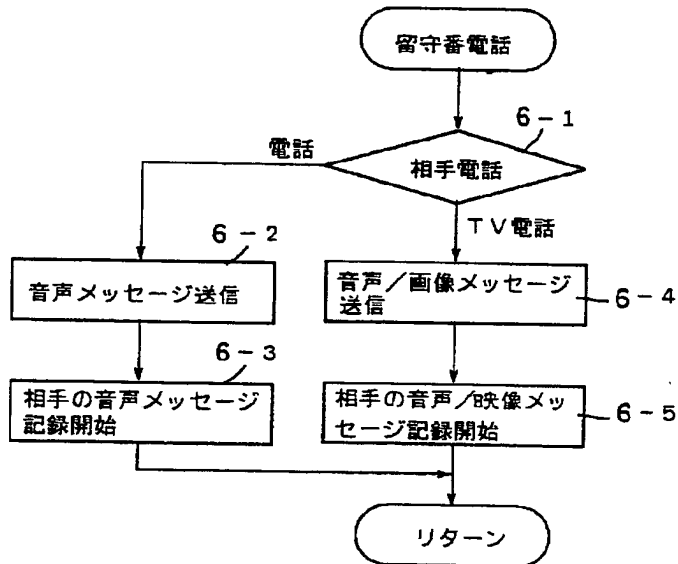 留守番電話
6-1
電話
相手電話
TV電話
6-2
音声メッセージ送信
音声/画像メッセージ
送信
6-4
6-3
相手の音声メッセージ
記録開始
相手の音声/映像メッ
セージ記録開始
6-5
リターン